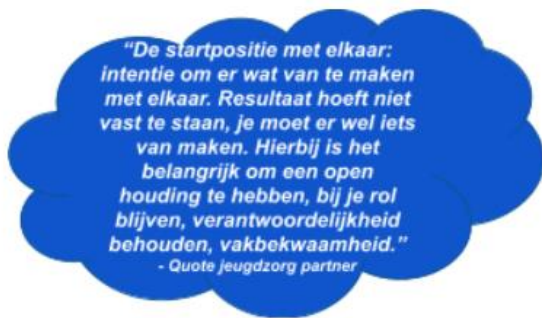 “De startpositie met elkaar:
intentie om er wat van te maken
met elkaar. Resultaat hoeft niet
vast te staan, je moet er wel iets
van maken. Hierbij is het
belangrijk om een open
houding te hebben, bij je rol
blijven, verantwoordelijkheid
behouden, vakbekwaamheid.”
- Quote jeugdzorg partner